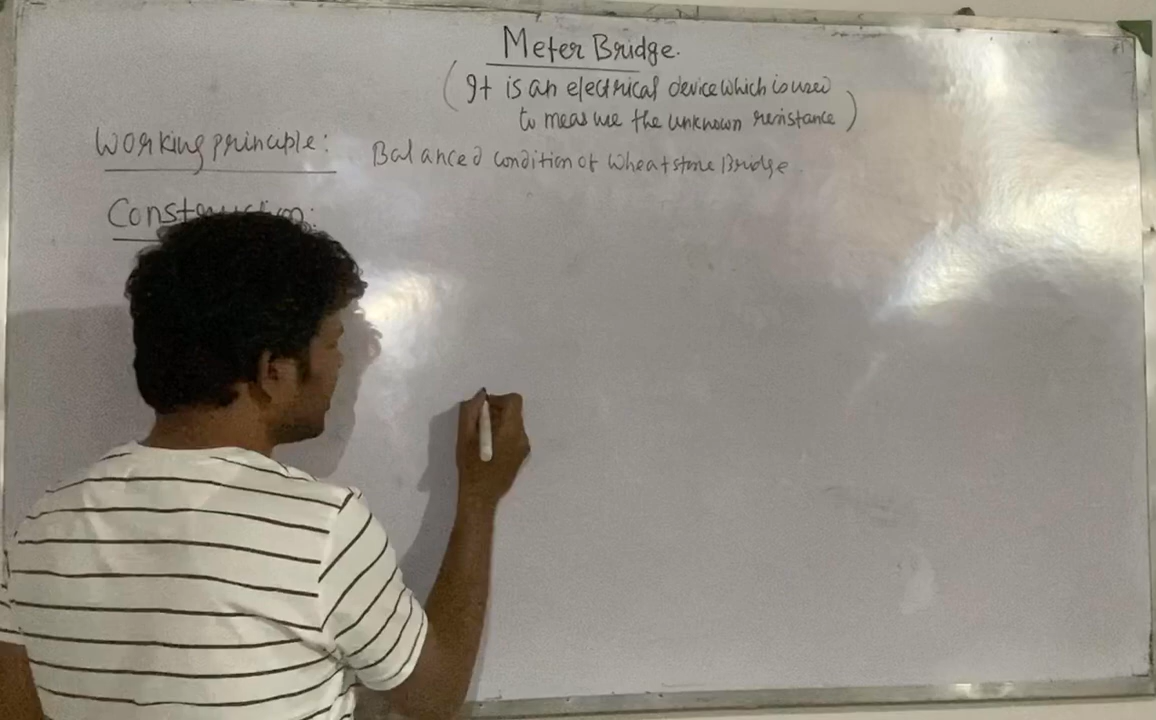 Meter Bridge.
(It is an electrical device which is used
to measure the unknown resistance)
Working principle: Balanced condition of Wheatstone Bridge
Construction: